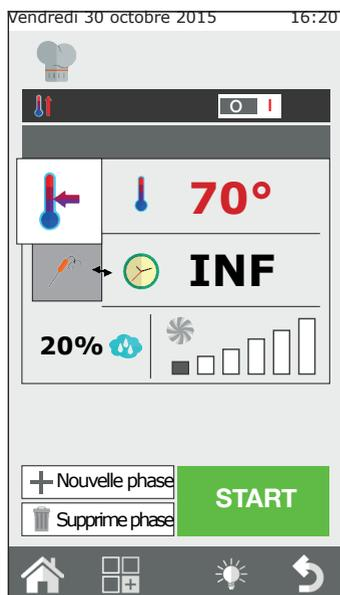 Vendredi 30 octobre 2015 16:20
O I
70°
INF
20%
Nouvelle phase
START
Supprime phase